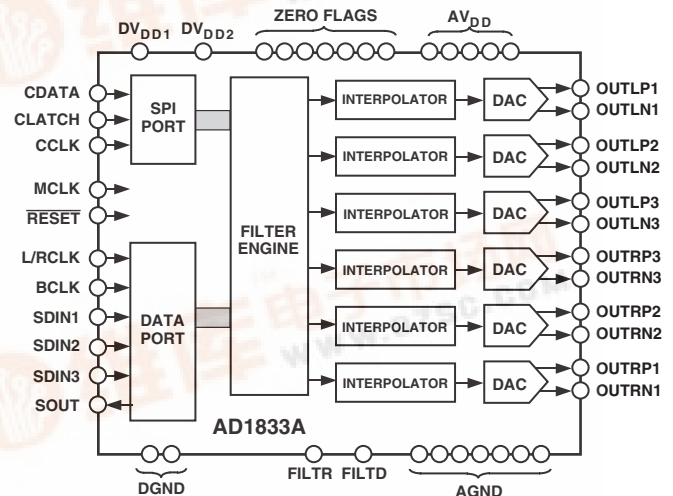 ZERO FLAGS
AVDD
DVDD1 DVDD2
CDATA
CLATCH
CCLK
MCLK
RESET
L/RCLK
BCLK
SDIN1
SDIN2
SDIN3
SOUT
SPI
PORT
DATA
PORT
FILTER
ENGINE
INTERPOLATOR
DAC
OUTLP1
OUTLN1
INTERPOLATOR
DAC
OUTLP2
OUTLN2
INTERPOLATOR
DAC
OUTLP3
OUTLN3
INTERPOLATOR
DAC
OUTRP3
OUTRN3
INTERPOLATOR
DAC
OUTRP2
OUTRN2
INTERPOLATOR
DAC
OUTRP1
OUTRN1
AD1833A
DGND
FILTR FILTD
AGND